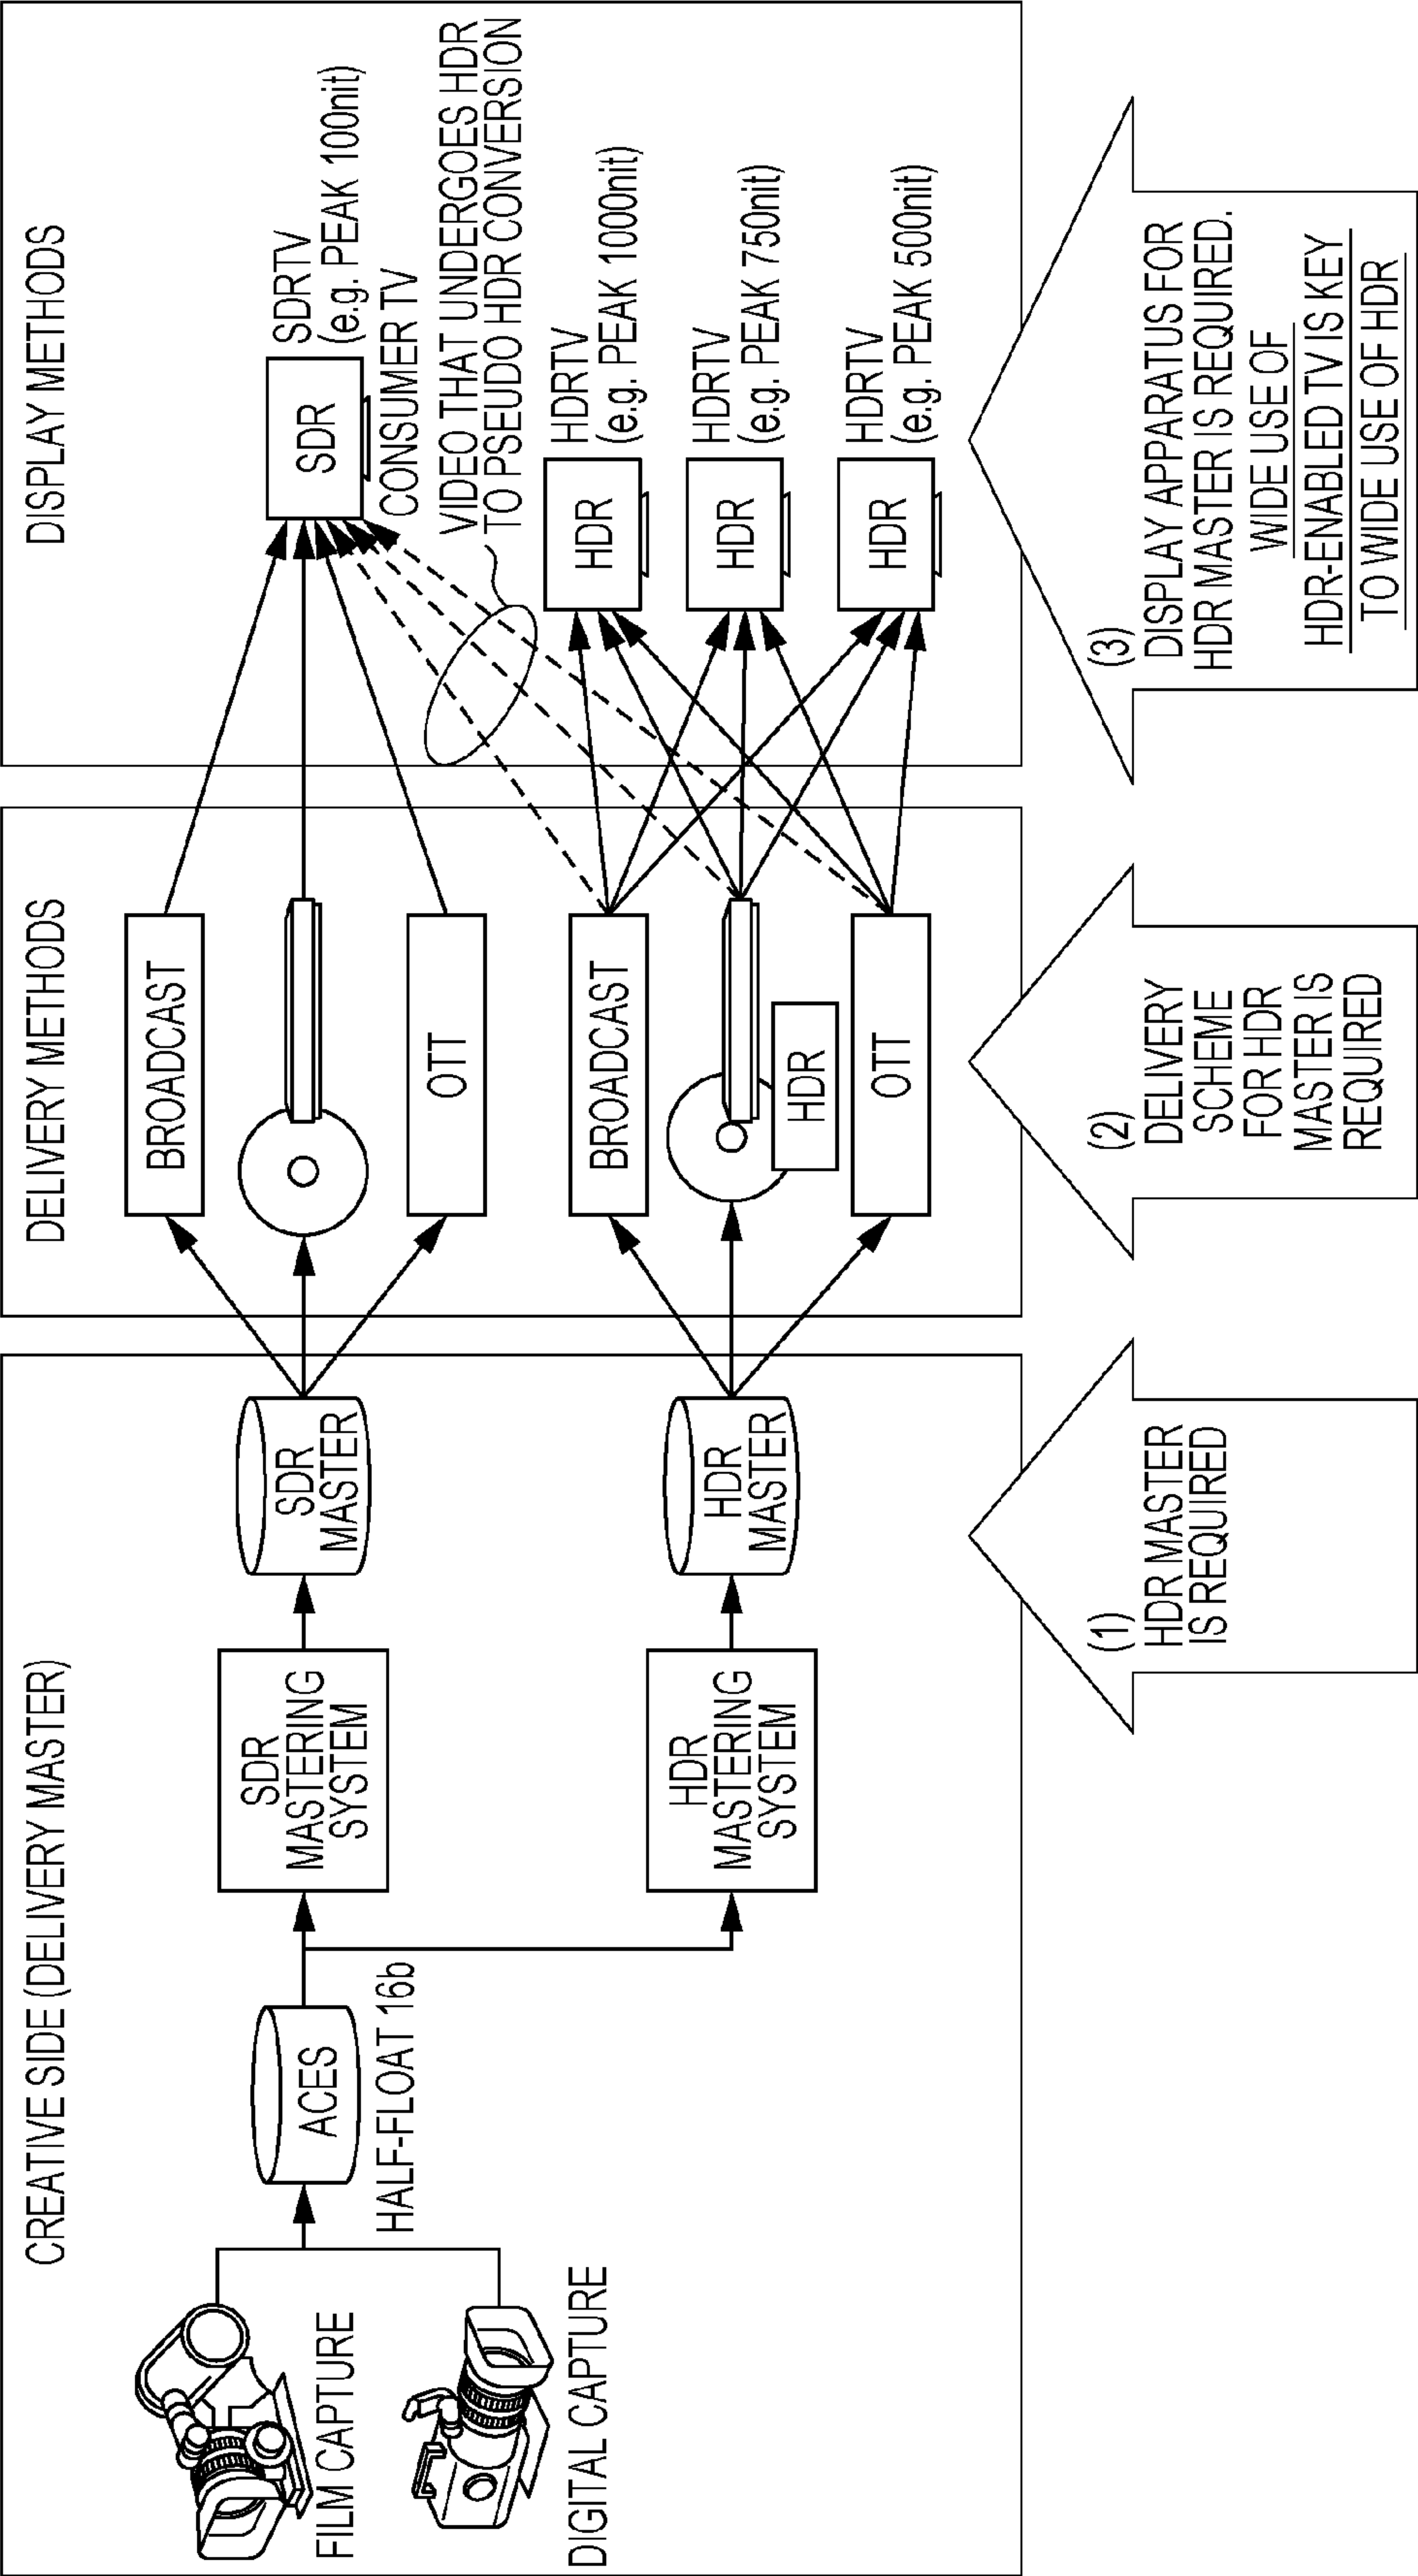 CREATIVE SIDE (DELIVERY MASTER)
FILM CAPTURE
DIGITAL CAPTURE
ACES
HALF-FLOAT 16b
SDR
MASTERING
SYSTEM
SDR
MASTER
HDR
MASTERING
SYSTEM
HDR
MASTER
DELIVERY METHODS
BROADCAST
OTT
BROADCAST
HDR
OTT
DISPLAY METHODS
SDR
SDRTV
(e.g. PEAK 100nit)
CONSUMER TV
VIDEO THAT UNDERGOES HDR
TO PSEUDO HDR CONVERSION
HDR
HDRTV
(e.g. PEAK 1000nit)
HDR
HDRTV
(e.g. PEAK 750nit)
HDR
HDRTV
(e.g. PEAK 500nit)
(1)
HDR MASTER
IS REQUIRED
(2)
DELIVERY
SCHEME
FOR HDR
MASTER IS
REQUIRED
(3)
DISPLAY APPARATUS FOR
HDR MASTER IS REQUIRED.
WIDE USE OF
HDR-ENABLED TV IS KEY
TO WIDE USE OF HDR